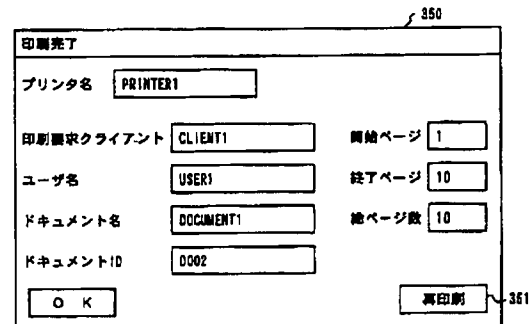 350
印刷完了
プリンタ名 PRINTER1
印刷要求クライアント CLIENT1 開始ページ 1
ユーザ名 USER1 終了ページ 10
ドキュメント名 DOCUMENT1 総ページ数 10
ドキュメントID D002
OK 再印刷 351